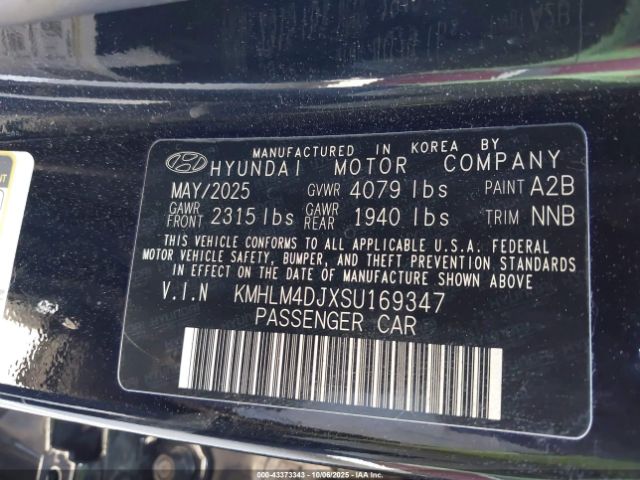 MANUFACTURED IN KOREA BY
HYUNDAI MOTOR COMPANY
MAY/2025 GVWR 4079 lbs PAINT A2B
GAWR FRONT 2315 lbs GAWR REAR 1940 lbs TRIM NNB
THIS VEHICLE CONFORMS TO ALL APPLICABLE U.S.A. FEDERAL
MOTOR VEHICLE SAFETY, BUMPER, AND THEFT PREVENTION STANDARDS
IN EFFECT ON THE DATE OF MANUFACTURE SHOWN ABOVE
V.I.N KMHLM4DJXSU169347
PASSENGER CAR
000-43373343 - 10/06/2025 - © IAA Holdings, LLC